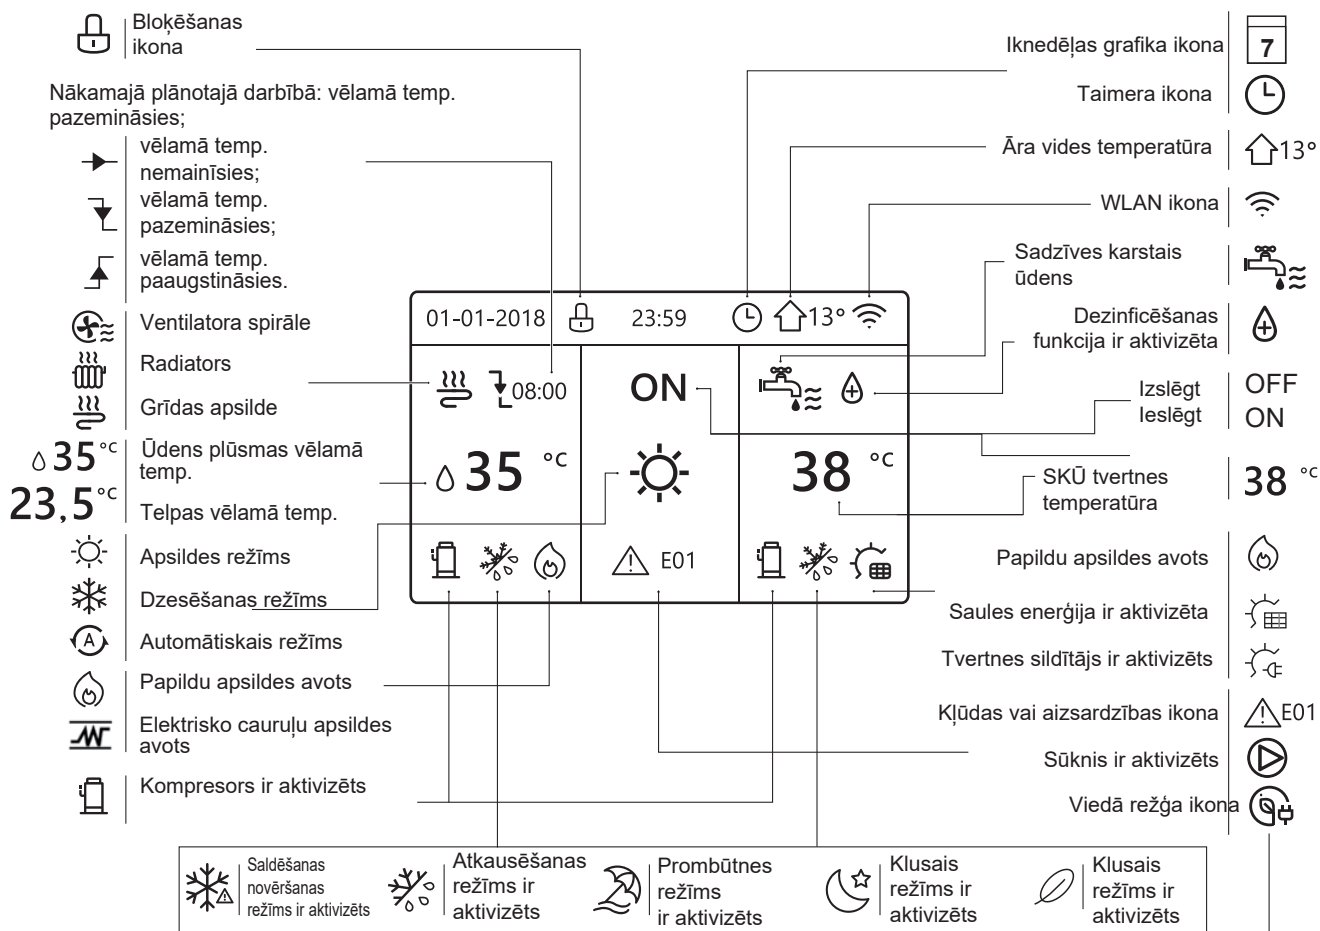 Bloķēšanas
ikona
Nākamajā plānotajā darbībā: vēlamā temp.
pazemināsies;
vēlamā temp.
nemainīsies;
vēlamā temp.
pazemināsies;
vēlamā temp.
paaugstināsies.
Ventilatora spirāle
Radiators
Grīdas apsilde
35 °C
Ūdens plūsmas vēlamā
temp.
23,5 °C
Telpas vēlamā temp.
Apsildes režīms
Dzesēšanas režīms
A
Automātiskais režīms
Papildu apsildes avots
Elektrisko cauruļu apsildes
avots
Kompresors ir aktivizēts
01-01-2018
23:59
13°
08:00
ON
35 °C
38 °C
E01
Iknedēļas grafika ikona
7
Taimera ikona
Āra vides temperatūra
13°
WLAN ikona
Sadzīves karstais
ūdens
Dezinficēšanas
funkcija ir aktivizēta
Izslēgt OFF
Ieslēgt ON
SKŪ tvertnes
temperatūra
38 °C
Papildu apsildes avots
Saules enerģija ir aktivizēta
Tvertnes sildītājs ir aktivizēts
Kļūdas vai aizsardzības ikona
E01
Sūknis ir aktivizēts
Viedā režģa ikona
Saldēšanas
novēršanas
režīms ir aktivizēts
Atkausēšanas
režīms ir
aktivizēts
Prombūtnes
režīms
ir aktivizēts
Klusais
režīms ir
aktivizēts
Klusais
režīms ir
aktivizēts